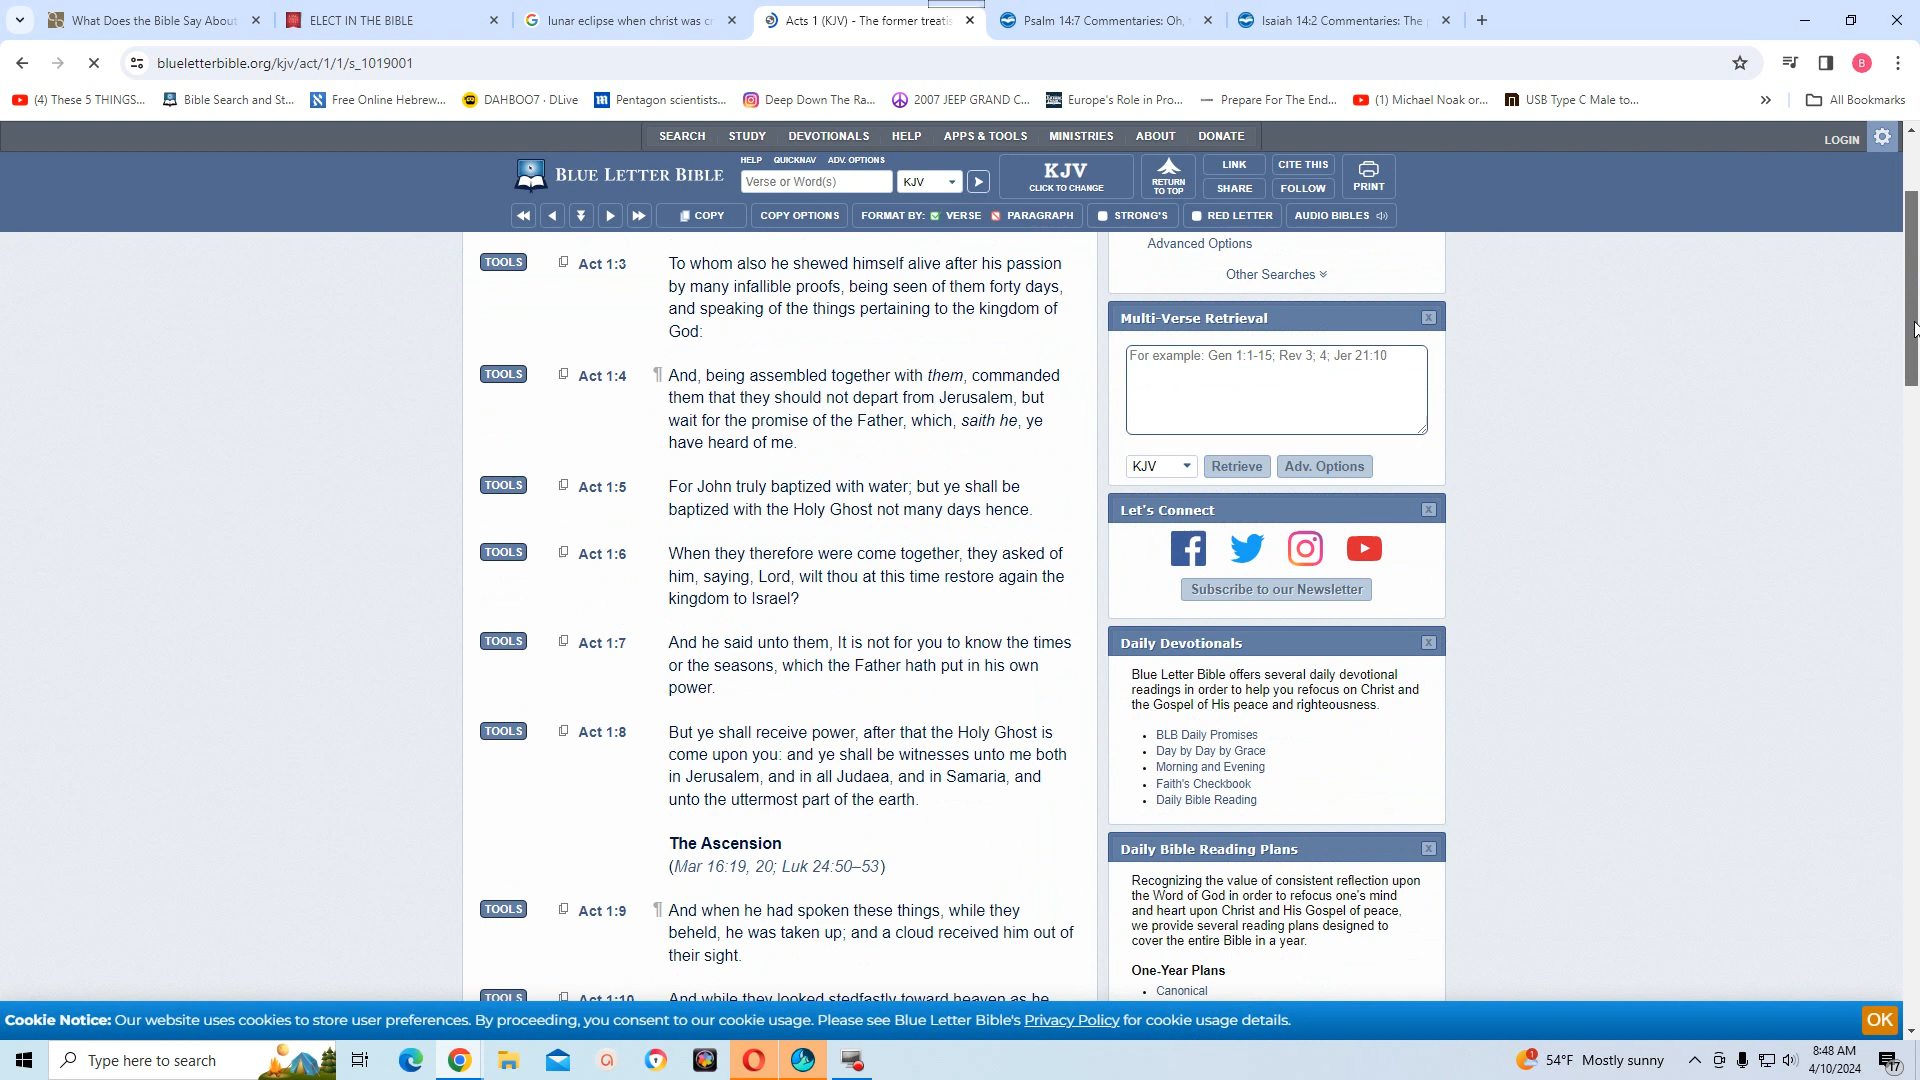 What Does the Bible Say About
ELECT IN THE BIBLE
lunar eclipse when christ was cr
Acts 1 (KJV) - The former treatis
Psalm 14:7 Commentaries: Oh,
Isaiah 14:2 Commentaries: The
blueletterbible.org/kjv/act/1/1/s_1019001
B
(4) These 5 THINGS...
Bible Search and St...
Free Online Hebrew...
DAHBOO7 · DLive
Pentagon scientists...
Deep Down The Ra...
2007 JEEP GRAND C...
Europe's Role in Pro...
Prepare For The End...
(1) Michael Noak or...
USB Type C Male to...
All Bookmarks
SEARCH STUDY DEVOTIONALS HELP APPS & TOOLS MINISTRIES ABOUT DONATE
LOGIN
BLUE LETTER BIBLE
HELP QUICKNAV ADV. OPTIONS
Verse or Word(s)
KJV
KJV
CLICK TO CHANGE
RETURN
TO TOP
LINK
CITE THIS
SHARE
FOLLOW
PRINT
COPY
COPY OPTIONS
FORMAT BY: VERSE PARAGRAPH
STRONG'S
RED LETTER
AUDIO BIBLES
TOOLS Act 1:3 To whom also he shewed himself alive after his passion
by many infallible proofs, being seen of them forty days,
and speaking of the things pertaining to the kingdom of
God:
TOOLS Act 1:4 ¶ And, being assembled together with them, commanded
them that they should not depart from Jerusalem, but
wait for the promise of the Father, which, saith he, ye
have heard of me.
TOOLS Act 1:5 For John truly baptized with water; but ye shall be
baptized with the Holy Ghost not many days hence.
TOOLS Act 1:6 When they therefore were come together, they asked of
him, saying, Lord, wilt thou at this time restore again the
kingdom to Israel?
TOOLS Act 1:7 And he said unto them, It is not for you to know the times
or the seasons, which the Father hath put in his own
power.
TOOLS Act 1:8 But ye shall receive power, after that the Holy Ghost is
come upon you: and ye shall be witnesses unto me both
in Jerusalem, and in all Judaea, and in Samaria, and
unto the uttermost part of the earth.
The Ascension
(Mar 16:19, 20; Luk 24:50–53)
TOOLS Act 1:9 ¶ And when he had spoken these things, while they
beheld, he was taken up; and a cloud received him out of
their sight.
TOOLS Act 1:10 And while they looked stedfastly toward heaven as he
Advanced Options
Other Searches
Multi-Verse Retrieval
For example: Gen 1:1-15; Rev 3; 4; Jer 21:10
KJV
Retrieve
Adv. Options
Let's Connect
Subscribe to our Newsletter
Daily Devotionals
Blue Letter Bible offers several daily devotional
readings in order to help you refocus on Christ and
the Gospel of His peace and righteousness.
BLB Daily Promises
Day by Day by Grace
Morning and Evening
Faith's Checkbook
Daily Bible Reading
Daily Bible Reading Plans
Recognizing the value of consistent reflection upon
the Word of God in order to refocus one's mind
and heart upon Christ and His Gospel of peace,
we provide several reading plans designed to
cover the entire Bible in a year.
One-Year Plans
Canonical
Cookie Notice: Our website uses cookies to store user preferences. By proceeding, you consent to our cookie usage. Please see Blue Letter Bible's Privacy Policy for cookie usage details.
OK
Type here to search
1
54°F Mostly sunny
8:48 AM
4/10/2024
17